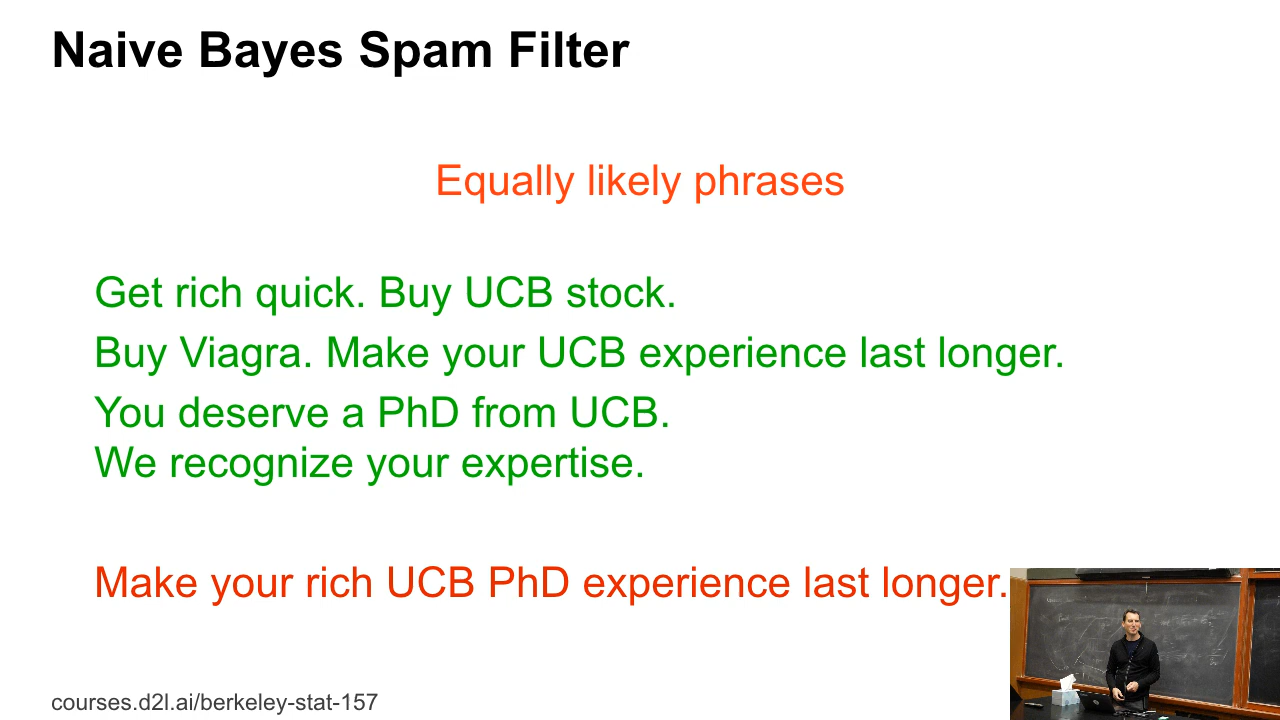 Naive Bayes Spam Filter
Equally likely phrases
Get rich quick. Buy UCB stock.
Buy Viagra. Make your UCB experience last longer.
You deserve a PhD from UCB.
We recognize your expertise.
Make your rich UCB PhD experience last longer.
courses.d2l.ai/berkeley-stat-157